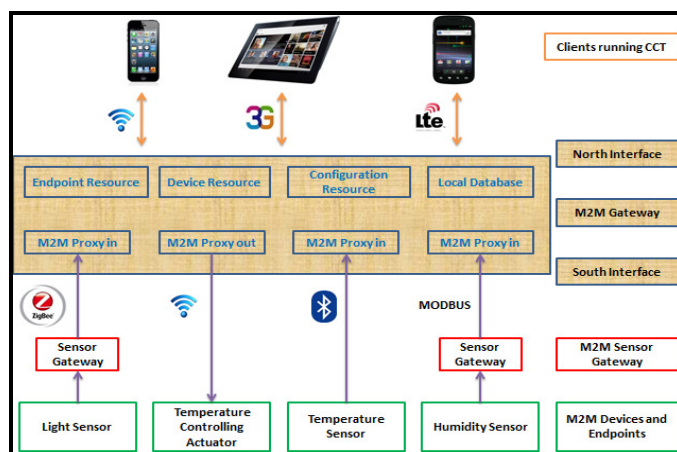 Clients running CCT
3G
Lte
North Interface
Endpoint Resource
Device Resource
Configuration
Resource
Local Database
M2M Gateway
M2M Proxy in
M2M Proxy out
M2M Proxy in
M2M Proxy in
South Interface
ZigBee
MODBUS
Sensor
Gateway
Sensor
Gateway
M2M Sensor
Gateway
Light Sensor
Temperature
Controlling
Actuator
Temperature
Sensor
Humidity Sensor
M2M Devices and
Endpoints